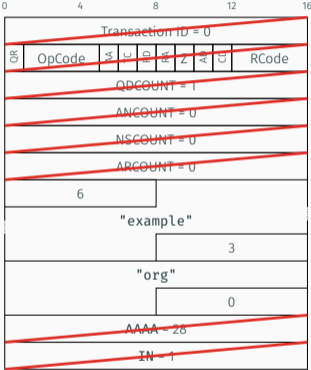 0 4 8 12 16
Transaction ID = 0
QR OpCode AA TC RD RA Z AD CD RCode
QDCOUNT = 1
ANCOUNT = 0
NSCOUNT = 0
ARCOUNT = 0
6
"example"
3
"org"
0
AAAA = 28
IN = 1